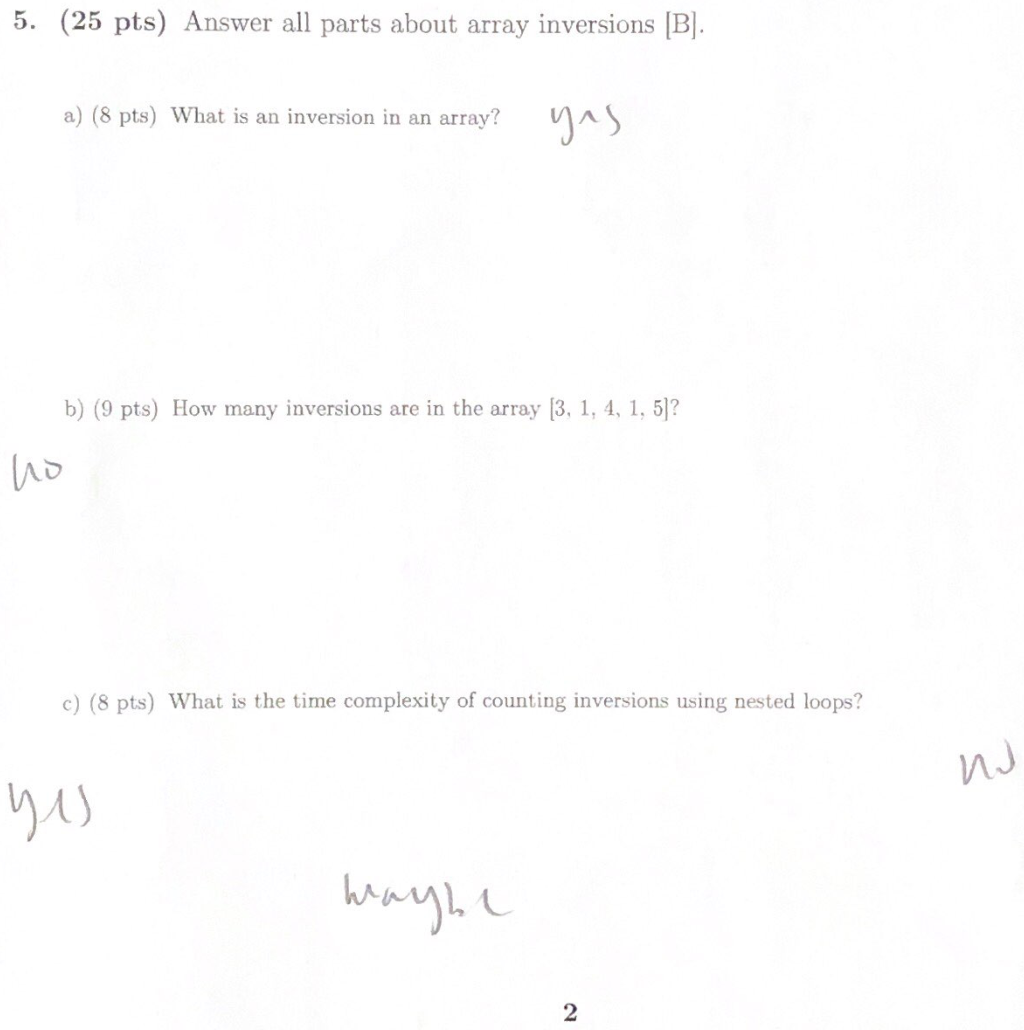 5. (25 pts) Answer all parts about array inversions [B].
a) (8 pts) What is an inversion in an array? yes
b) (9 pts) How many inversions are in the array [3, 1, 4, 1, 5]?
no
c) (8 pts) What is the time complexity of counting inversions using nested loops?
no
yes
maybe
2